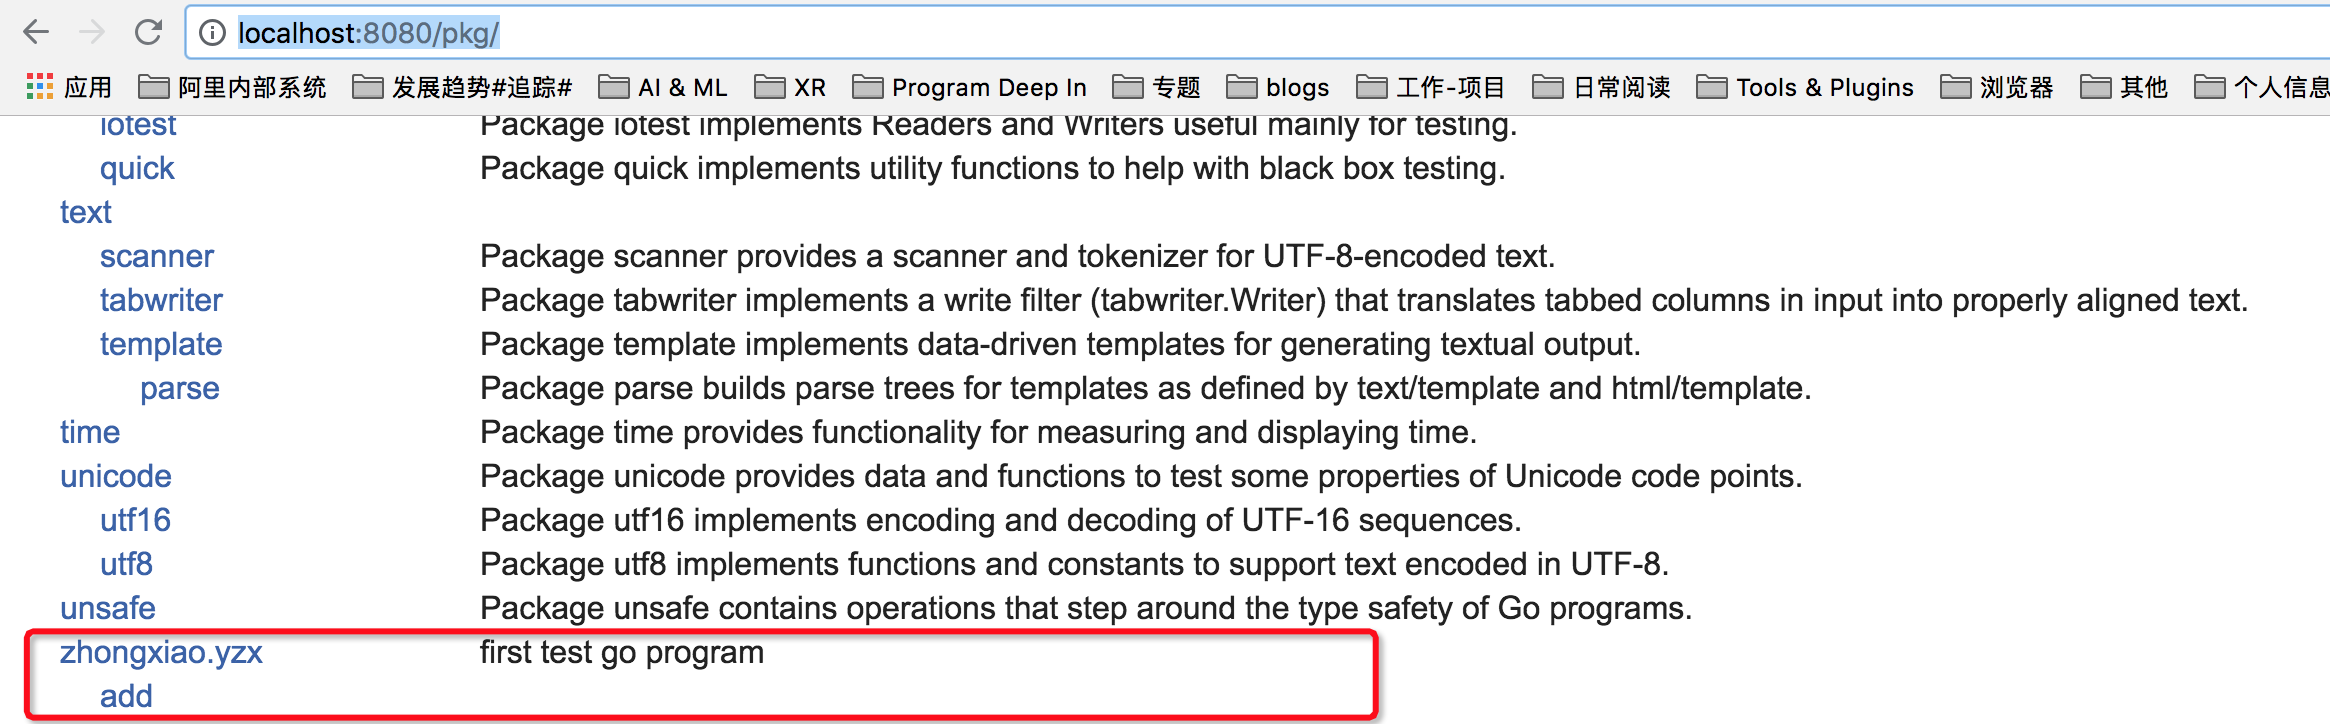 localhost:8080/pkg/
应用 阿里内部系统 发展趋势#追踪# AI & ML XR Program Deep In 专题 blogs 工作-项目 日常阅读 Tools & Plugins 浏览器 其他 个人信息
iotest Package iotest implements Readers and Writers useful mainly for testing.
quick Package quick implements utility functions to help with black box testing.
text
scanner Package scanner provides a scanner and tokenizer for UTF-8-encoded text.
tabwriter Package tabwriter implements a write filter (tabwriter.Writer) that translates tabbed columns in input into properly aligned text.
template Package template implements data-driven templates for generating textual output.
parse Package parse builds parse trees for templates as defined by text/template and html/template.
time Package time provides functionality for measuring and displaying time.
unicode Package unicode provides data and functions to test some properties of Unicode code points.
utf16 Package utf16 implements encoding and decoding of UTF-16 sequences.
utf8 Package utf8 implements functions and constants to support text encoded in UTF-8.
unsafe Package unsafe contains operations that step around the type safety of Go programs.
zhongxiao.yzx first test go program
add